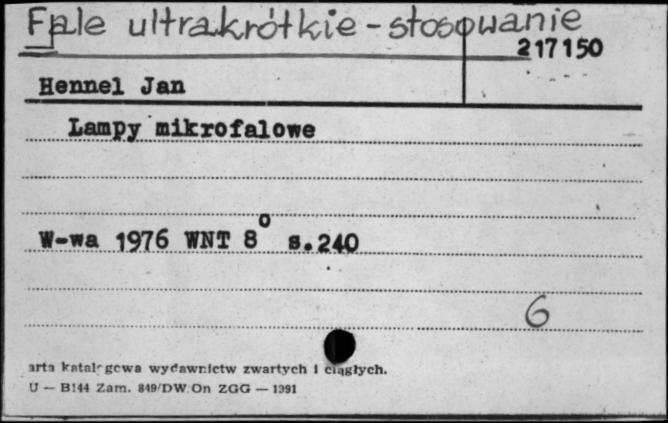 Fale ultrakrótkie - stosowanie
217150
Hennel Jan
Lampy mikrofalowe
W-wa 1976 WNT 8° s.240
6
arta katalogowa wydawnictw zwartych i ciągłych.
U — B144 Zam. 849/DW On ZGG — 1391